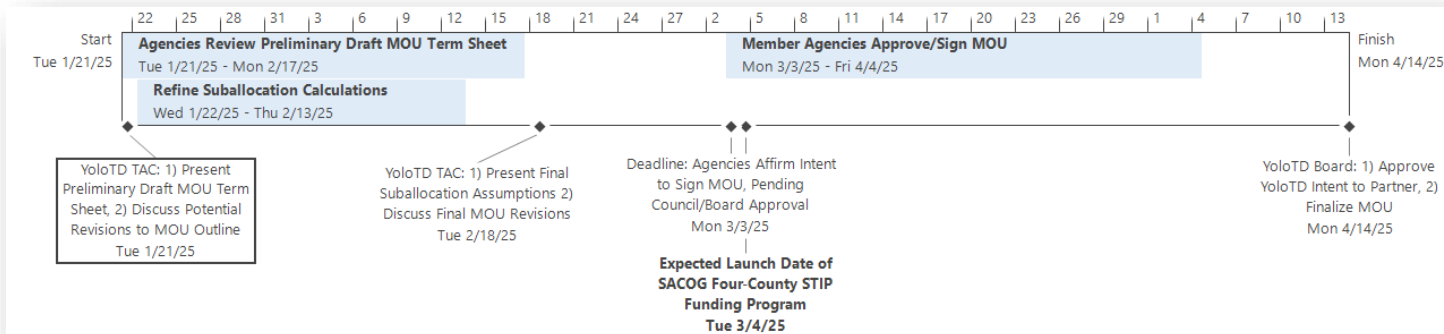 22 25 28 31 3 6 9 12 15 18 21 24 27 2 5 8 11 14 17 20 23 26 29 1 4 7 10 13
Start
Tue 1/21/25
Agencies Review Preliminary Draft MOU Term Sheet
Tue 1/21/25 - Mon 2/17/25
Refine Suballocation Calculations
Wed 1/22/25 - Thu 2/13/25
Member Agencies Approve/Sign MOU
Mon 3/3/25 - Fri 4/4/25
Finish
Mon 4/14/25
YoloTD TAC: 1) Present
Preliminary Draft MOU Term
Sheet, 2) Discuss Potential
Revisions to MOU Outline
Tue 1/21/25
YoloTD TAC: 1) Present Final
Suballocation Assumptions 2)
Discuss Final MOU Revisions
Tue 2/18/25
Deadline: Agencies Affirm Intent
to Sign MOU, Pending
Council/Board Approval
Mon 3/3/25
Expected Launch Date of
SACOG Four-County STIP
Funding Program
Tue 3/4/25
YoloTD Board: 1) Approve
YoloTD Intent to Partner, 2)
Finalize MOU
Mon 4/14/25